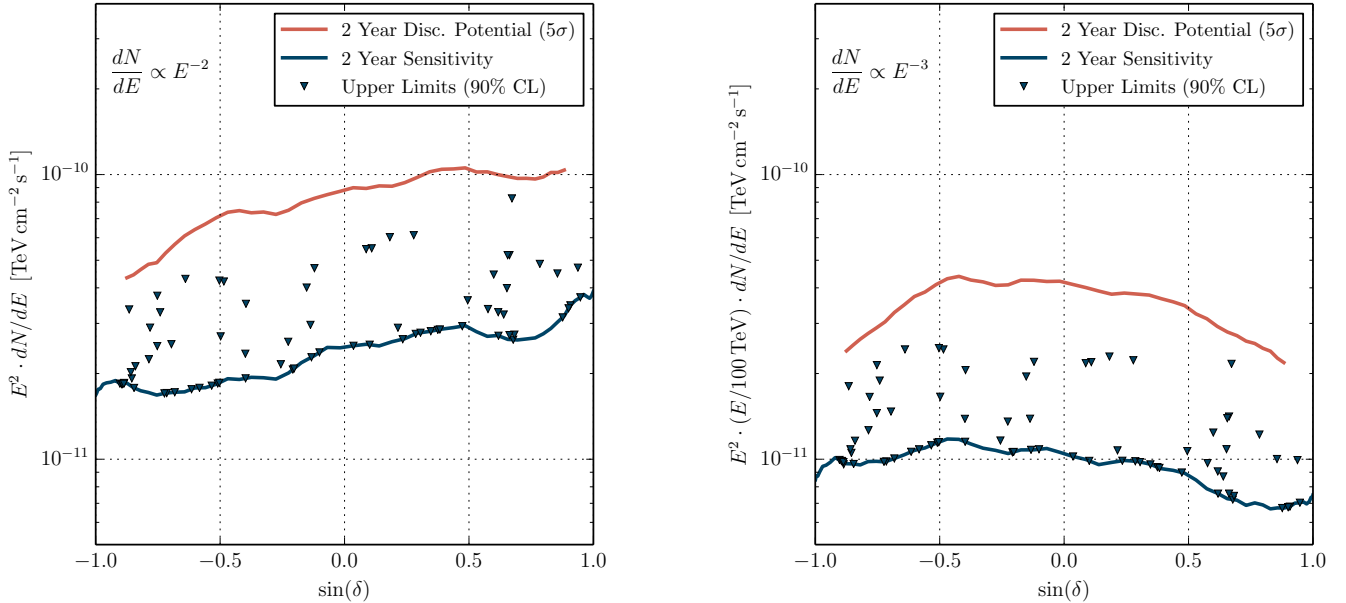 2 Year Disc. Potential (5σ)
2 Year Sensitivity
Upper Limits (90% CL)
dN/dE ∝ E⁻²
10⁻¹⁰
10⁻¹¹
E² · dN/dE [TeV cm⁻² s⁻¹]
−1.0 −0.5 0.0 0.5 1.0
sin(δ)
2 Year Disc. Potential (5σ)
2 Year Sensitivity
Upper Limits (90% CL)
dN/dE ∝ E⁻³
10⁻¹⁰
10⁻¹¹
E² · (E/100 TeV) · dN/dE [TeV cm⁻² s⁻¹]
−1.0 −0.5 0.0 0.5 1.0
sin(δ)